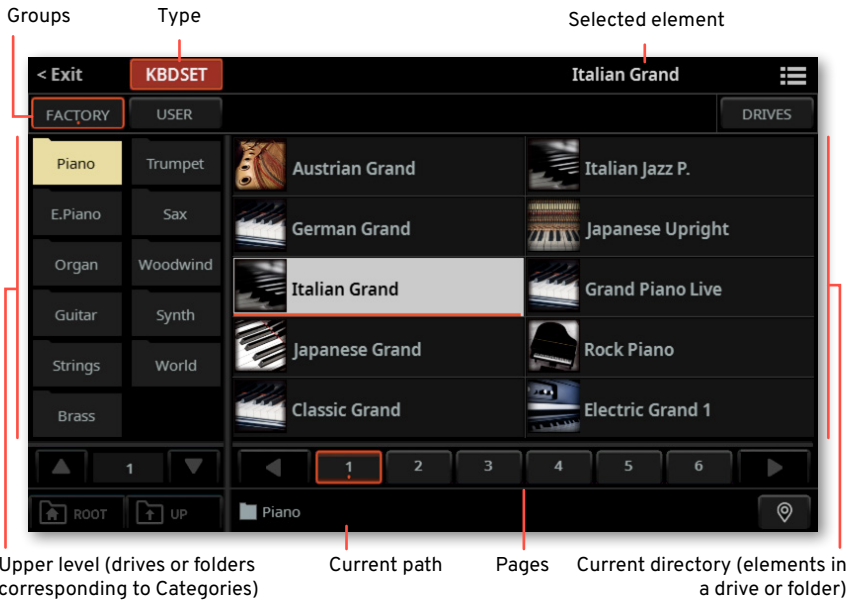 Groups Type Selected element
< Exit KBDSET Italian Grand
FACTORY USER DRIVES
Piano Trumpet Austrian Grand Italian Jazz P.
E.Piano Sax German Grand Japanese Upright
Organ Woodwind Italian Grand Grand Piano Live
Guitar Synth Japanese Grand Rock Piano
Strings World Classic Grand Electric Grand 1
Brass
1 1 2 3 4 5 6
ROOT UP Piano
Upper level (drives or folders
corresponding to Categories)
Current path
Pages
Current directory (elements in
a drive or folder)